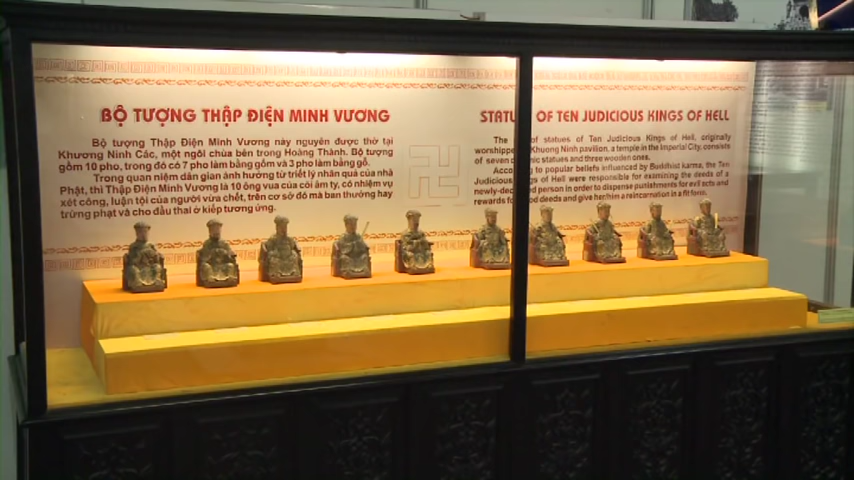 BỘ TƯỢNG THẬP ĐIỆN MINH VƯƠNG
Bộ tượng Thập Điện Minh Vương này nguyên được thờ tại
Khương Ninh Các, một ngôi chùa bên trong Hoàng Thành. Bộ tượng
gồm 10 pho, trong đó có 7 pho làm bằng gốm và 3 pho làm bằng gỗ.
Trong quan niệm dân gian ảnh hưởng từ triết lý nhân quả của nhà
Phật, thì Thập Điện Minh Vương là 10 ông vua của cõi âm ty, có nhiệm vụ
xét công, luận tội của người vừa chết, trên cơ sở đó mà ban thưởng hay
trừng phạt và cho đầu thai ở kiếp tương ứng.
OF TEN JUDICIOUS KINGS OF HELL
The of statues of Ten Judicious Kings of Hell, originally
worshipped Khuong Ninh pavilion, a temple in the Imperial City, consists
of seven statues and three wooden ones.
According to popular beliefs influenced by Buddhist karma, the Ten
Judicious Kings of Hell were responsible for examining the deeds of a
person in order to dispense punishments for evil acts and
rewards good deeds, and give her/him a reincarnation in a fit form.